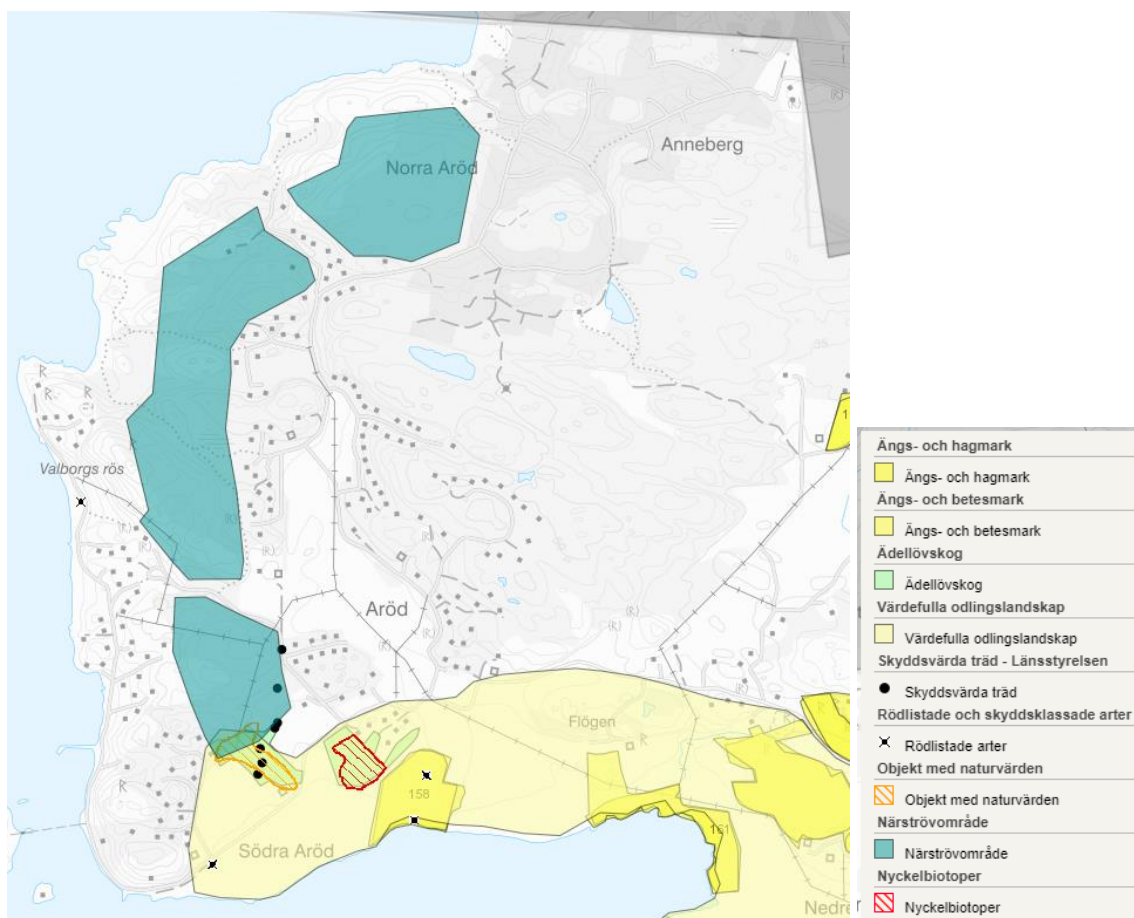 Anneberg
Norra Aröd
R
R
R
Valborgs rös
(R)
Aröd
(R)
R
Flögen
R
158
161
Södra Aröd
Nedre
Ängs- och hagmark
Ängs- och hagmark
Ängs- och betesmark
Ängs- och betesmark
Ädellövskog
Ädellövskog
Värdefulla odlingslandskap
Värdefulla odlingslandskap
Skyddsvärda träd - Länsstyrelsen
Skyddsvärda träd
Rödlistade och skyddsklassade arter
Rödlistade arter
Objekt med naturvärden
Objekt med naturvärden
Närströvområde
Närströvområde
Nyckelbiotoper
Nyckelbiotoper